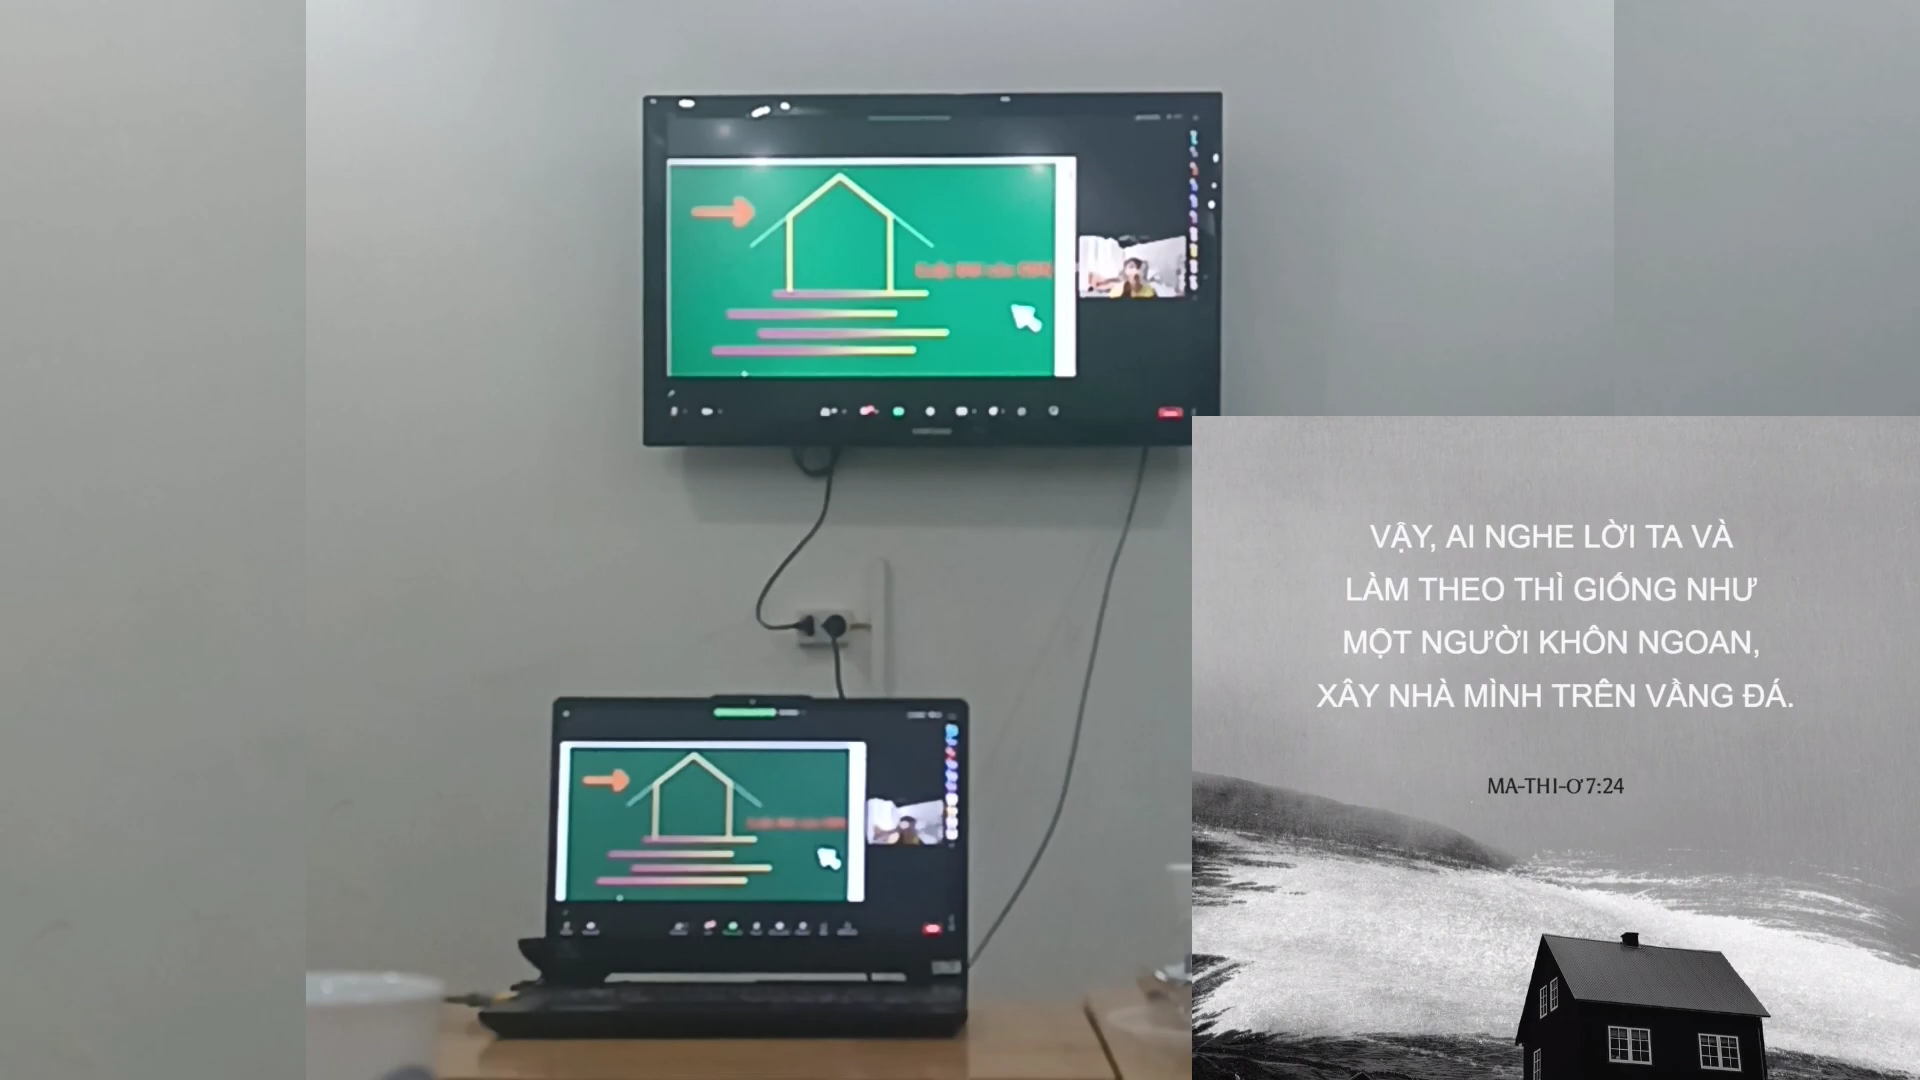 VẬY, AI NGHE LỜI TA VÀ
LÀM THEO THÌ GIỐNG NHƯ
MỘT NGƯỜI KHÔN NGOAN,
XÂY NHÀ MÌNH TRÊN VẦNG ĐÁ.
MA-THI-Ơ 7:24